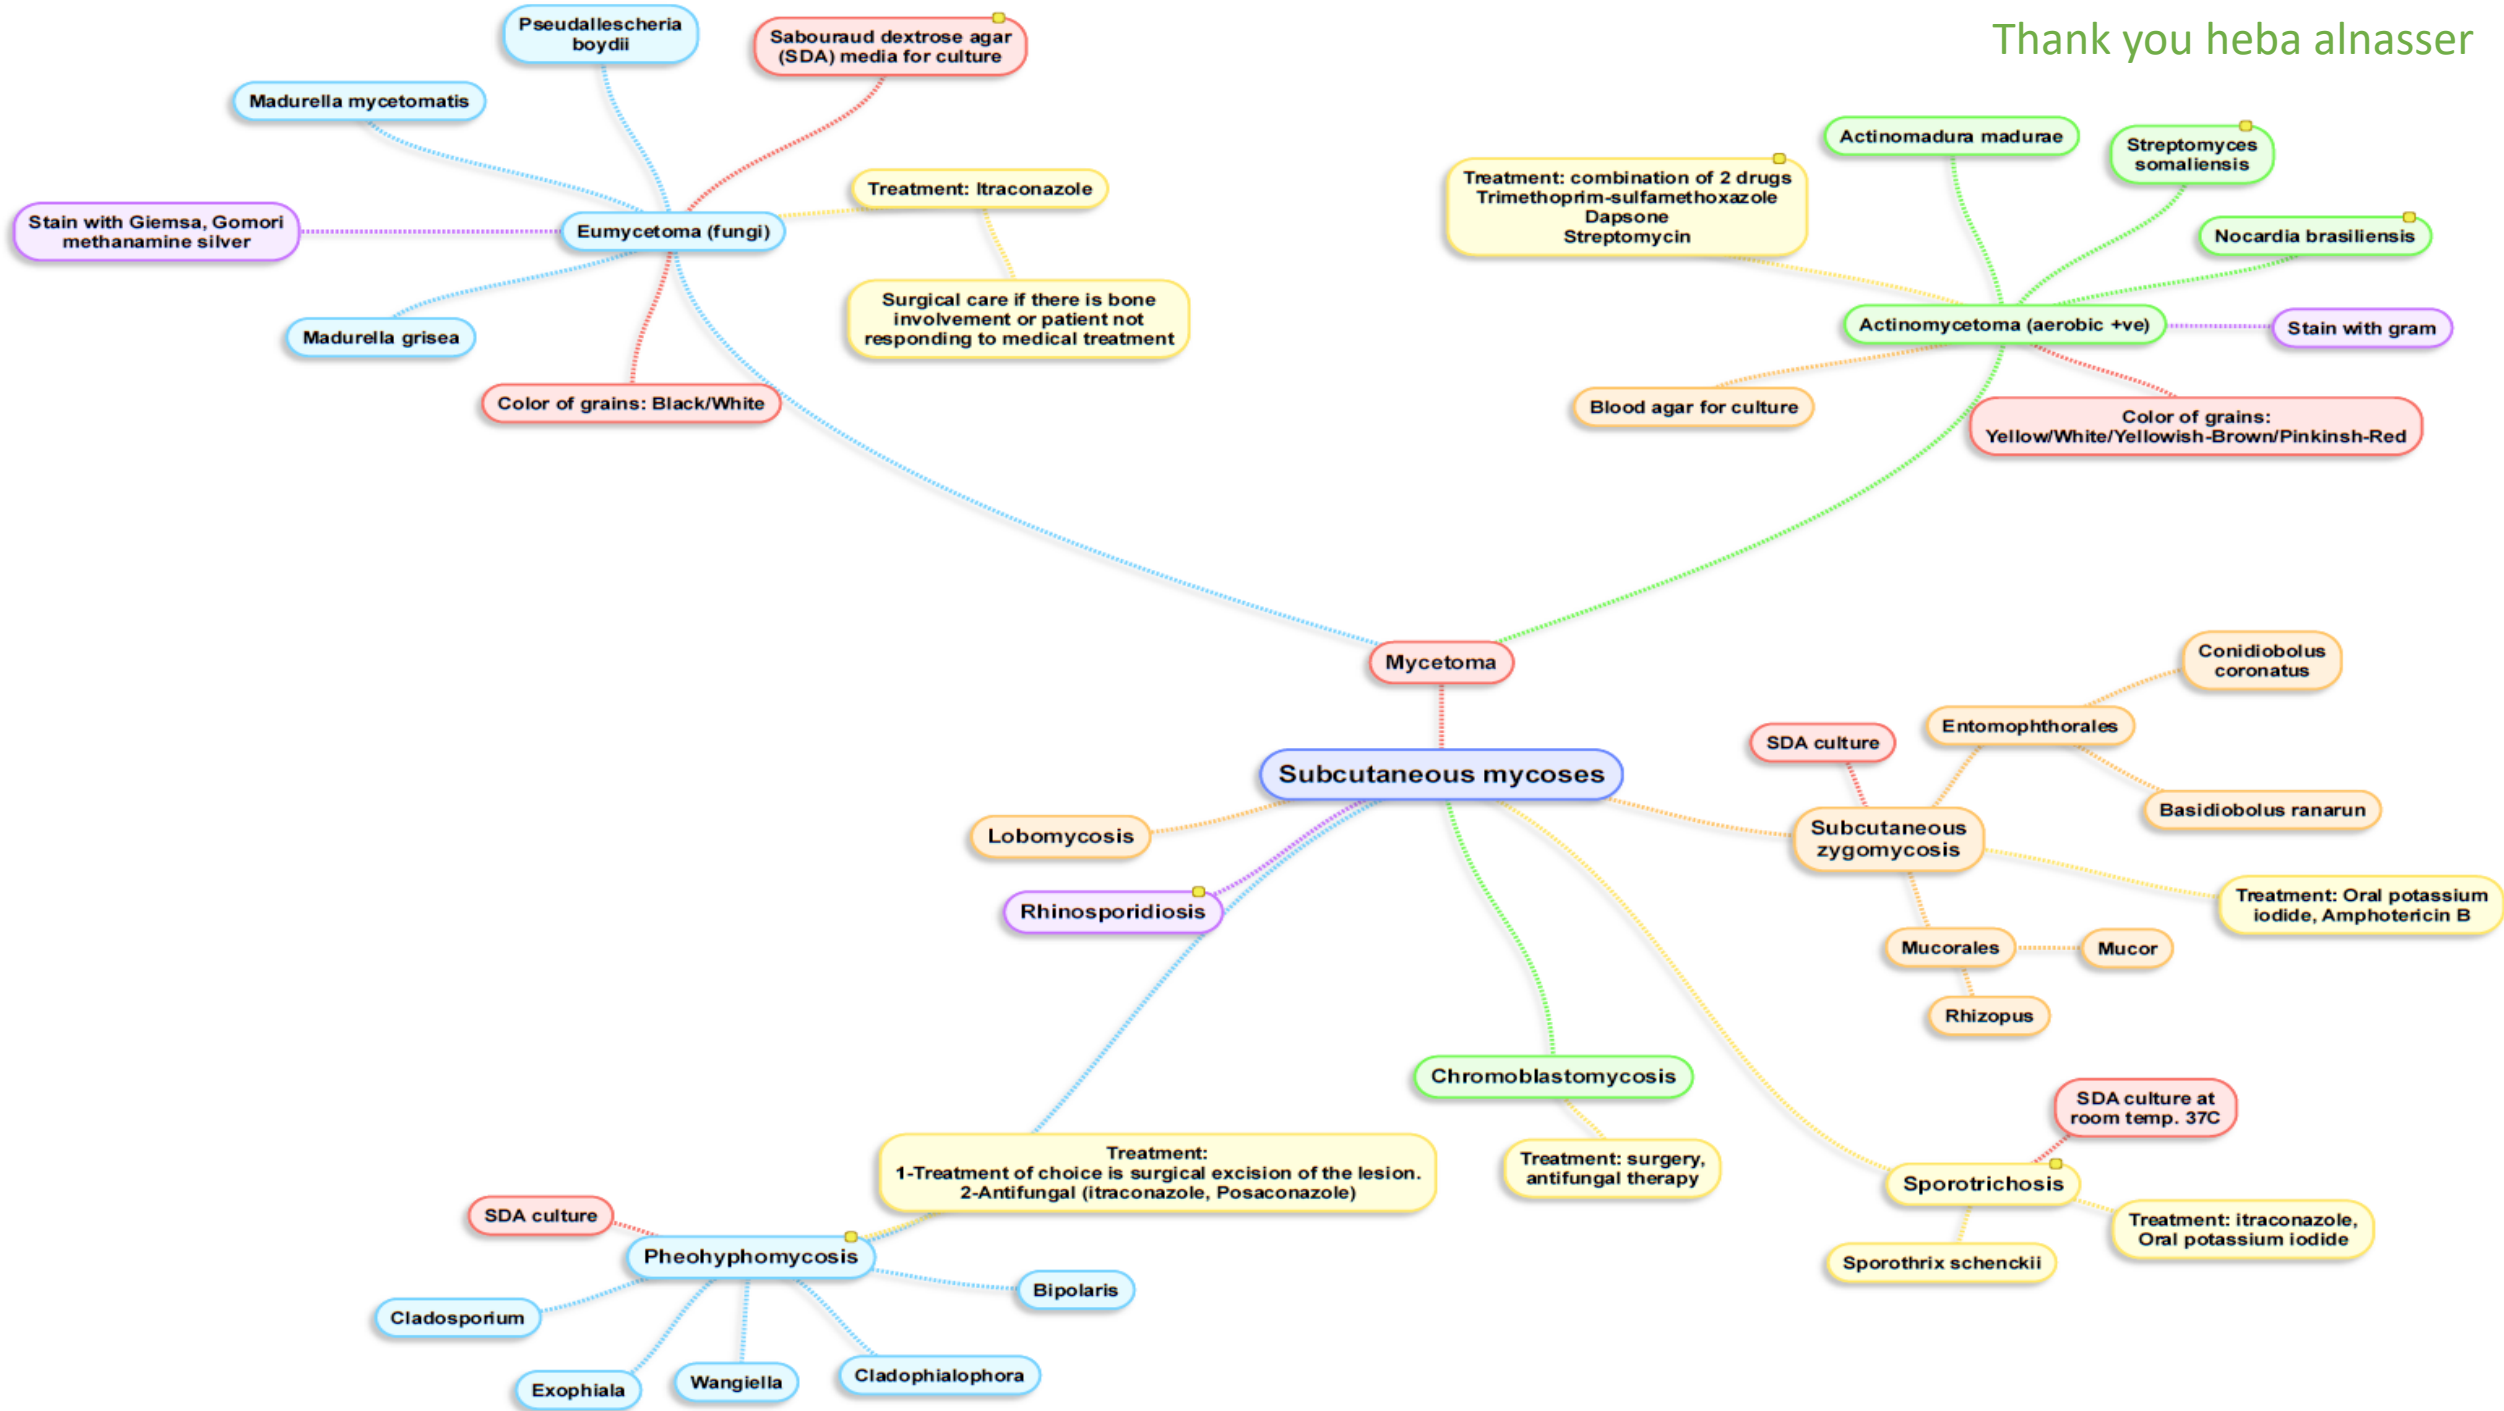 Thank you heba alnasser
Pseudallescheria
boydii
Sabouraud dextrose agar
(SDA) media for culture
Madurella mycetomatis
Treatment: Itraconazole
Stain with Giemsa, Gomori
methanamine silver
Eumycetoma (fungi)
Surgical care if there is bone
involvement or patient not
responding to medical treatment
Madurella grisea
Color of grains: Black/White
Actinomadura madurae
Streptomyces
somaliensis
Treatment: combination of 2 drugs
Trimethoprim-sulfamethoxazole
Dapsone
Streptomycin
Nocardia brasiliensis
Actinomycetoma (aerobic +ve)
Stain with gram
Blood agar for culture
Color of grains:
Yellow/White/Yellowish-Brown/Pinkinsh-Red
Mycetoma
Subcutaneous mycoses
Conidiobolus
coronatus
Entomophthorales
SDA culture
Basidiobolus ranarun
Subcutaneous
zygomycosis
Treatment: Oral potassium
iodide, Amphotericin B
Mucorales
Mucor
Rhizopus
Lobomycosis
Rhinosporidiosis
Chromoblastomycosis
Treatment: surgery,
antifungal therapy
SDA culture at
room temp. 37C
Sporotrichosis
Treatment: itraconazole,
Oral potassium iodide
Sporothrix schenckii
Treatment:
1-Treatment of choice is surgical excision of the lesion.
2-Antifungal (itraconazole, Posaconazole)
SDA culture
Pheohyphomycosis
Bipolaris
Cladosporium
Exophiala
Wangiella
Cladophialophora